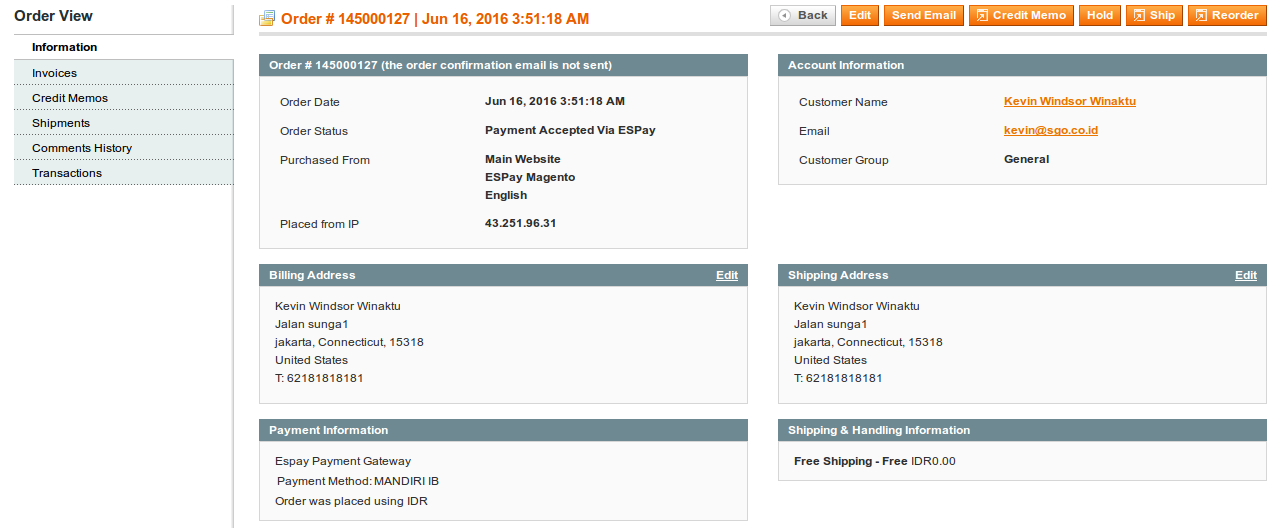 Order View
Information
Invoices
Credit Memos
Shipments
Comments History
Transactions
Order # 145000127 | Jun 16, 2016 3:51:18 AM
Back
Edit
Send Email
Credit Memo
Hold
Ship
Reorder
Order # 145000127 (the order confirmation email is not sent)
Order Date Jun 16, 2016 3:51:18 AM
Order Status Payment Accepted Via ESPay
Purchased From Main Website
ESPay Magento
English
Placed from IP 43.251.96.31
Account Information
Customer Name Kevin Windsor Winaktu
Email kevin@sgo.co.id
Customer Group General
Billing Address Edit
Kevin Windsor Winaktu
Jalan sunga1
jakarta, Connecticut, 15318
United States
T: 62181818181
Shipping Address Edit
Kevin Windsor Winaktu
Jalan sunga1
jakarta, Connecticut, 15318
United States
T: 62181818181
Payment Information
Espay Payment Gateway
Payment Method: MANDIRI IB
Order was placed using IDR
Shipping & Handling Information
Free Shipping - Free IDR0.00